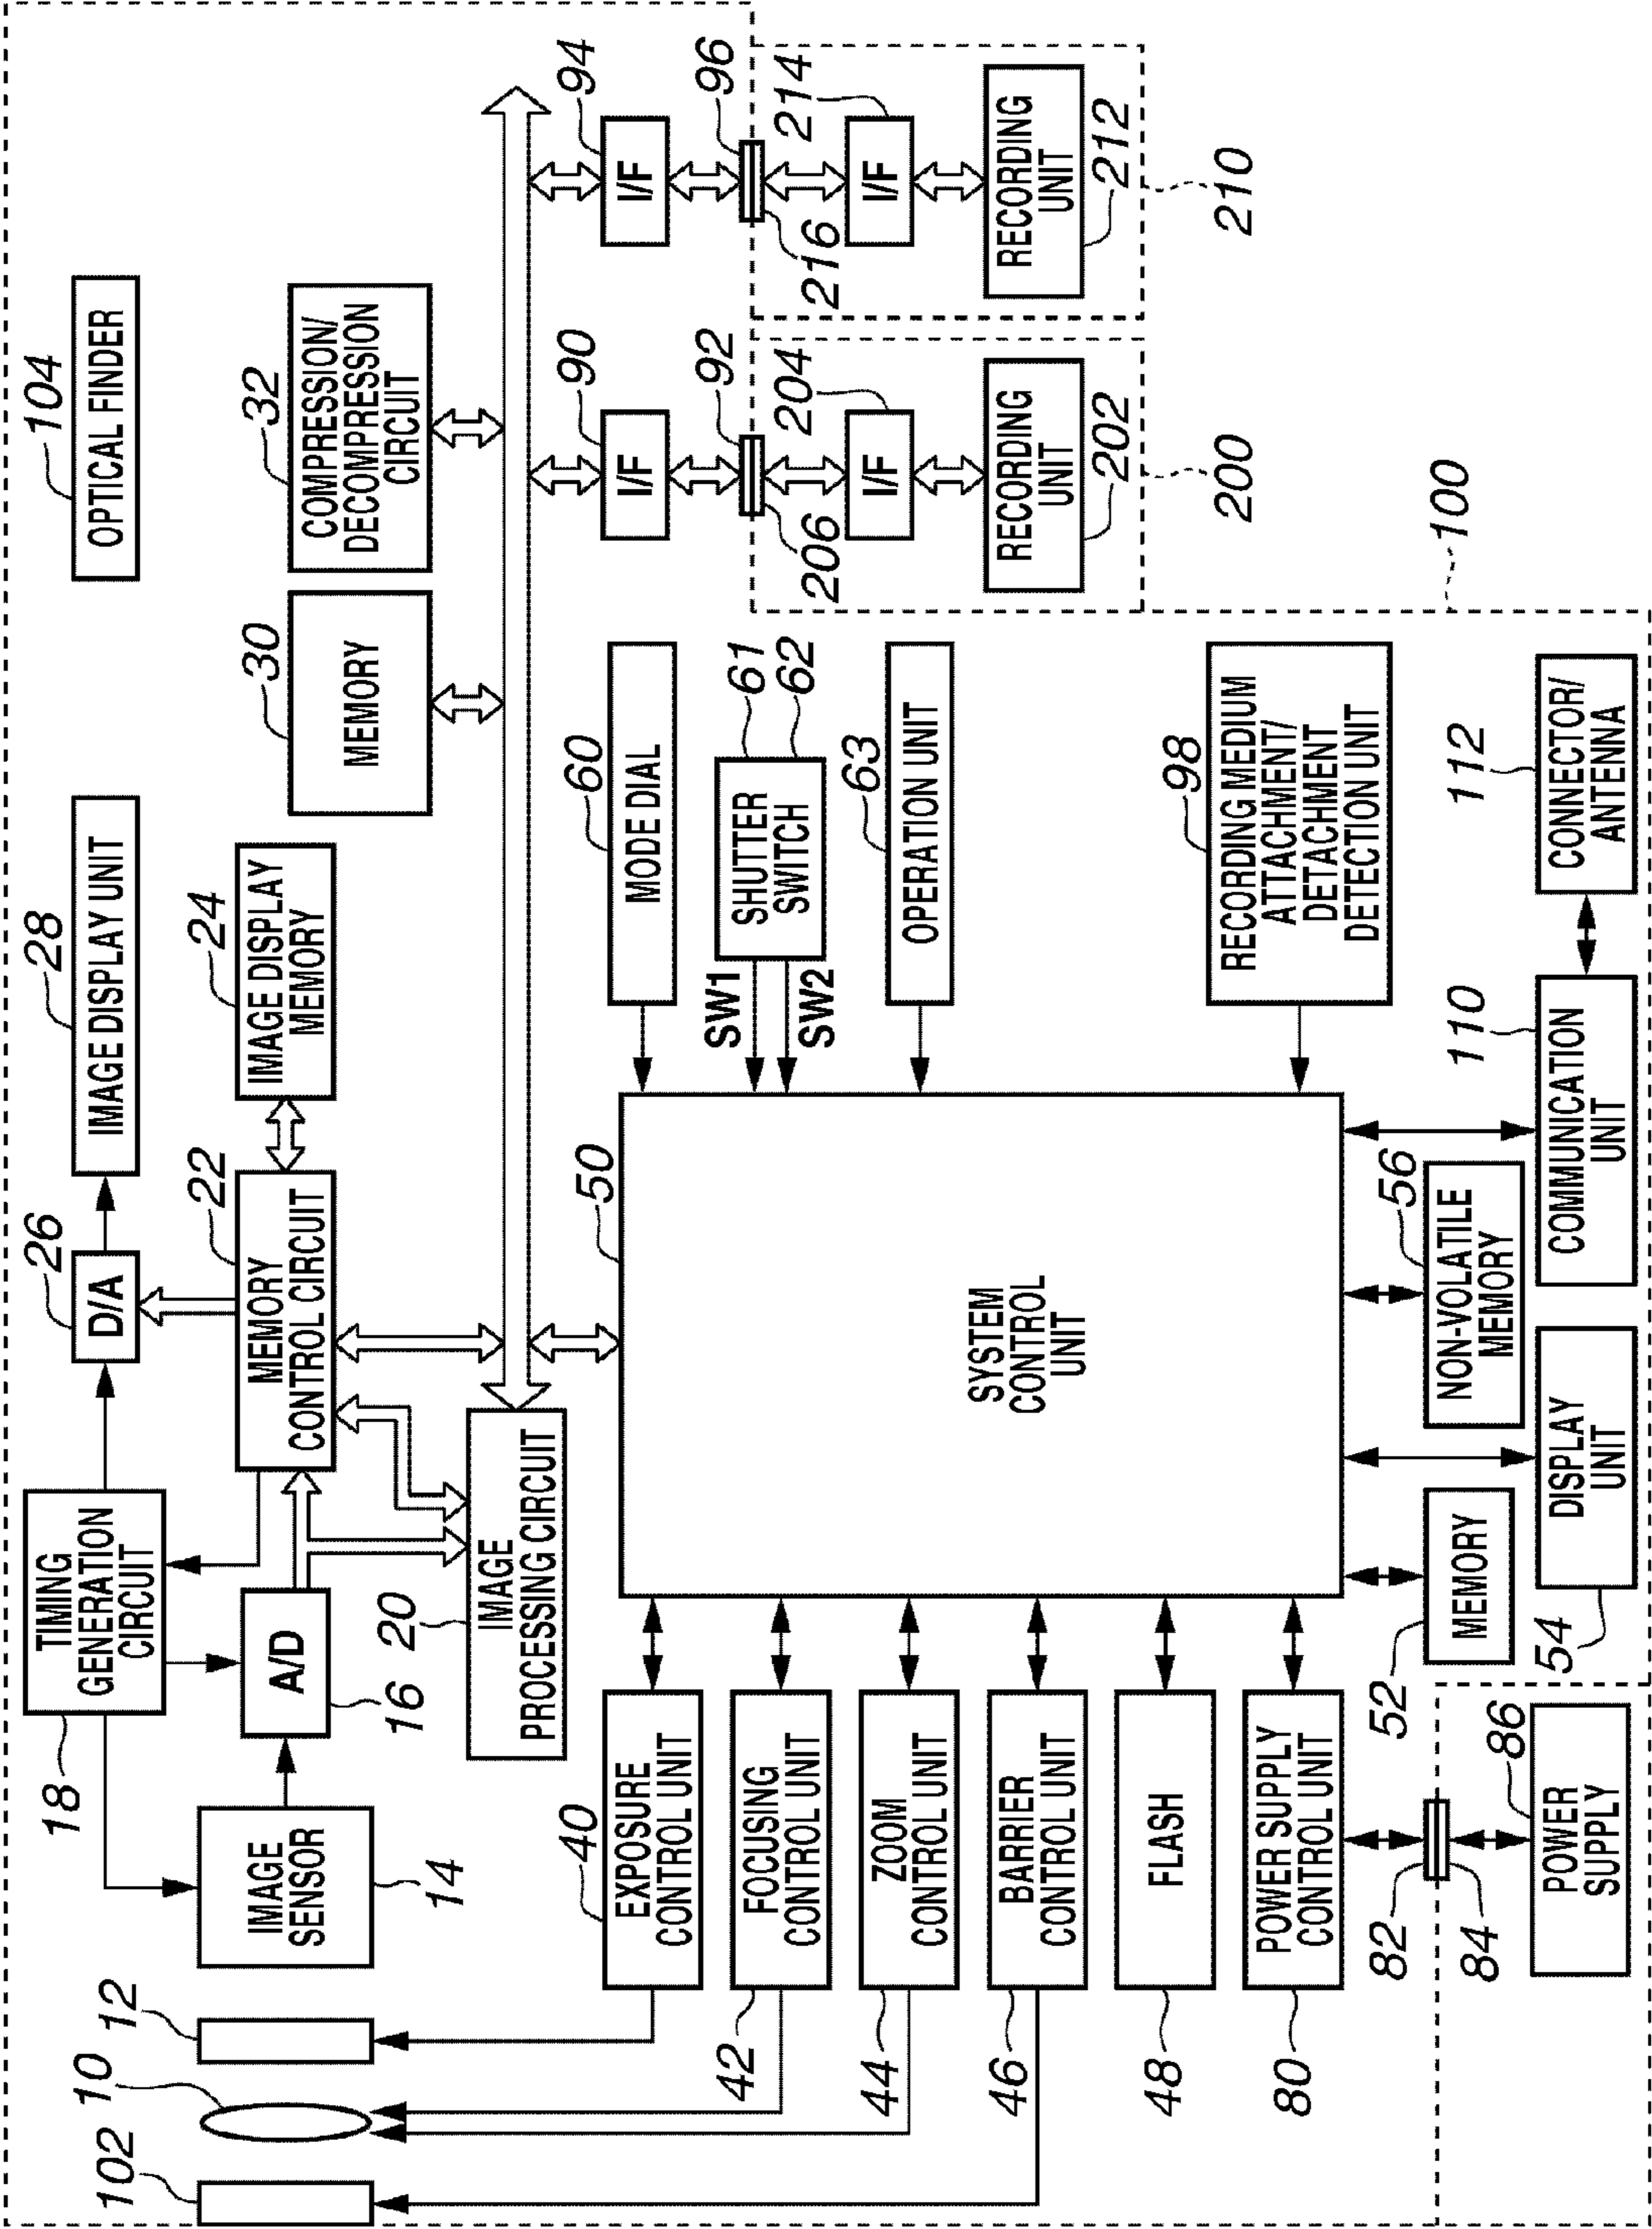 104
OPTICAL FINDER
28
IMAGE DISPLAY UNIT
26
D/A
18
TIMING
GENERATION
CIRCUIT
102
10
12
14
IMAGE
SENSOR
16
A/D
22
MEMORY
CONTROL CIRCUIT
24
IMAGE DISPLAY
MEMORY
30
MEMORY
32
COMPRESSION/
DECOMPRESSION
CIRCUIT
20
IMAGE
PROCESSING CIRCUIT
40
EXPOSURE
CONTROL UNIT
42
FOCUSING
CONTROL UNIT
44
ZOOM
CONTROL UNIT
46
BARRIER
CONTROL UNIT
48
FLASH
80
POWER SUPPLY
CONTROL UNIT
50
SYSTEM
CONTROL
UNIT
60
MODE DIAL
61
62
SHUTTER
SWITCH
SW1
SW2
63
OPERATION UNIT
98
RECORDING MEDIUM
ATTACHMENT/
DETACHMENT
DETECTION UNIT
90
I/F
92
206
204
I/F
RECORDING
UNIT
202
200
94
I/F
96
216
214
I/F
RECORDING
UNIT
212
210
100
82
84
86
POWER
SUPPLY
52
MEMORY
54
DISPLAY
UNIT
56
NON-VOLATILE
MEMORY
110
COMMUNICATION
UNIT
112
CONNECTOR/
ANTENNA